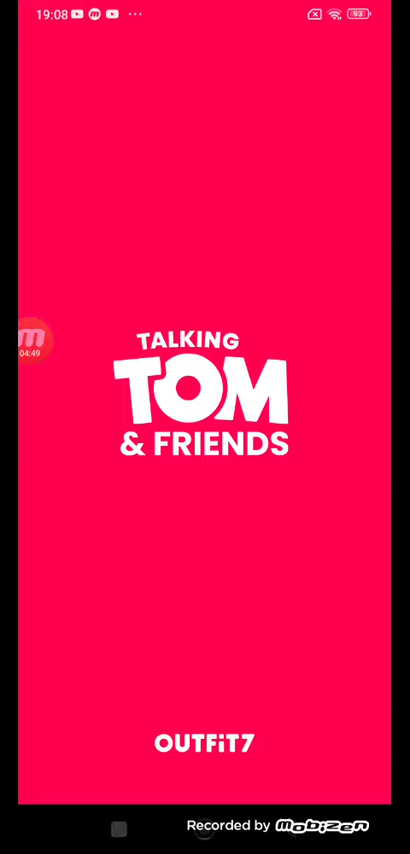 19:08
93
04:49
TALKING
TOM
& FRIENDS
OUTFIT7
Recorded by mobizen